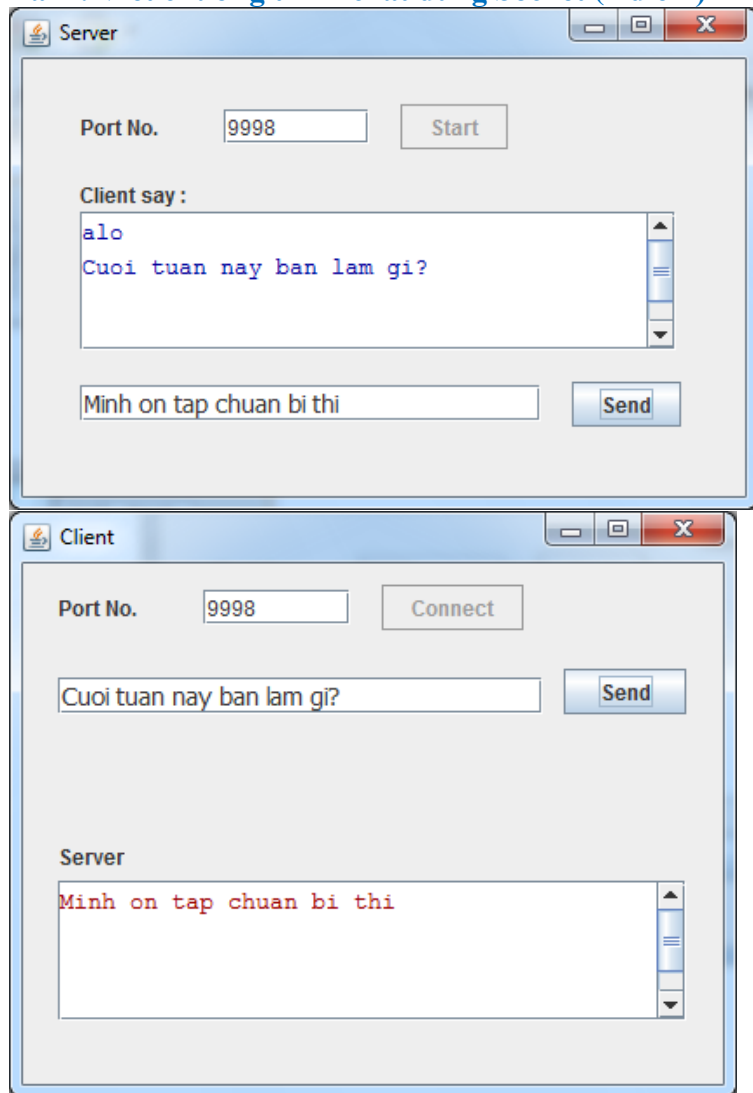 Server
Port No. 9998 Start
Client say :
alo
Cuoi tuan nay ban lam gi?
Minh on tap chuan bi thi Send
Client
Port No. 9998 Connect
Cuoi tuan nay ban lam gi? Send
Server
Minh on tap chuan bi thi